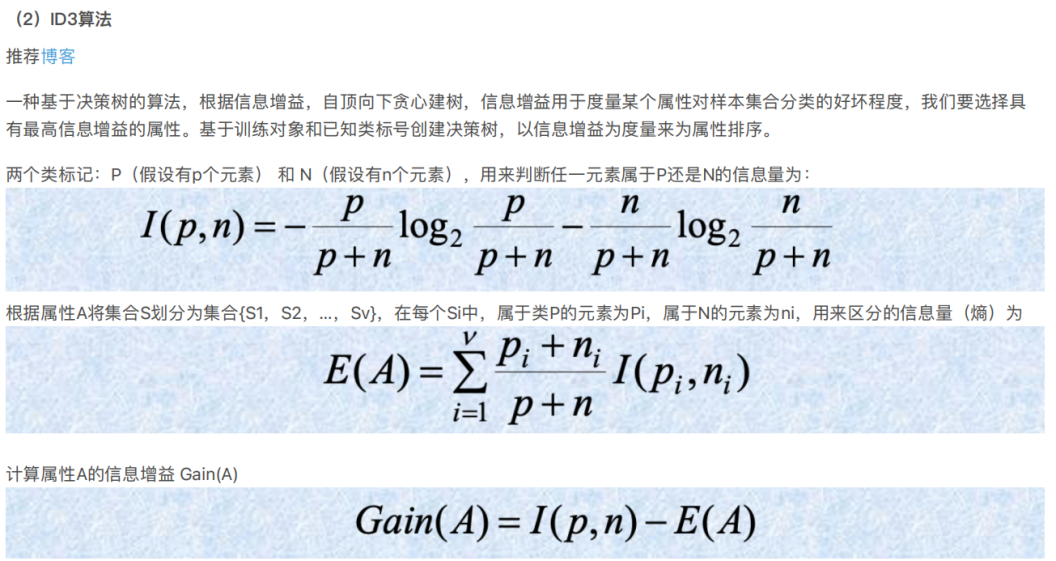 （2）ID3算法
推荐博客
一种基于决策树的算法，根据信息增益，自顶向下贪心建树，信息增益用于度量某个属性对样本集合分类的好坏程度，我们要选择具
有最高信息增益的属性。基于训练对象和已知类标号创建决策树，以信息增益为度量来为属性排序。
两个类标记：P（假设有p个元素） 和 N（假设有n个元素）, 用来判断任一元素属于P还是N的信息量为：
I(p,n) = − p/(p+n) log₂ p/(p+n) − n/(p+n) log₂ n/(p+n)
根据属性A将集合S划分为集合{S1，S2，...，Sv}，在每个Si中，属于类P的元素为Pi，属于N的元素为ni，用来区分的信息量（熵）为
E(A) = ∑_{i=1}^{ν} (pᵢ+nᵢ)/(p+n) I(pᵢ,nᵢ)
计算属性A的信息增益 Gain(A)
Gain(A) = I(p,n) − E(A)